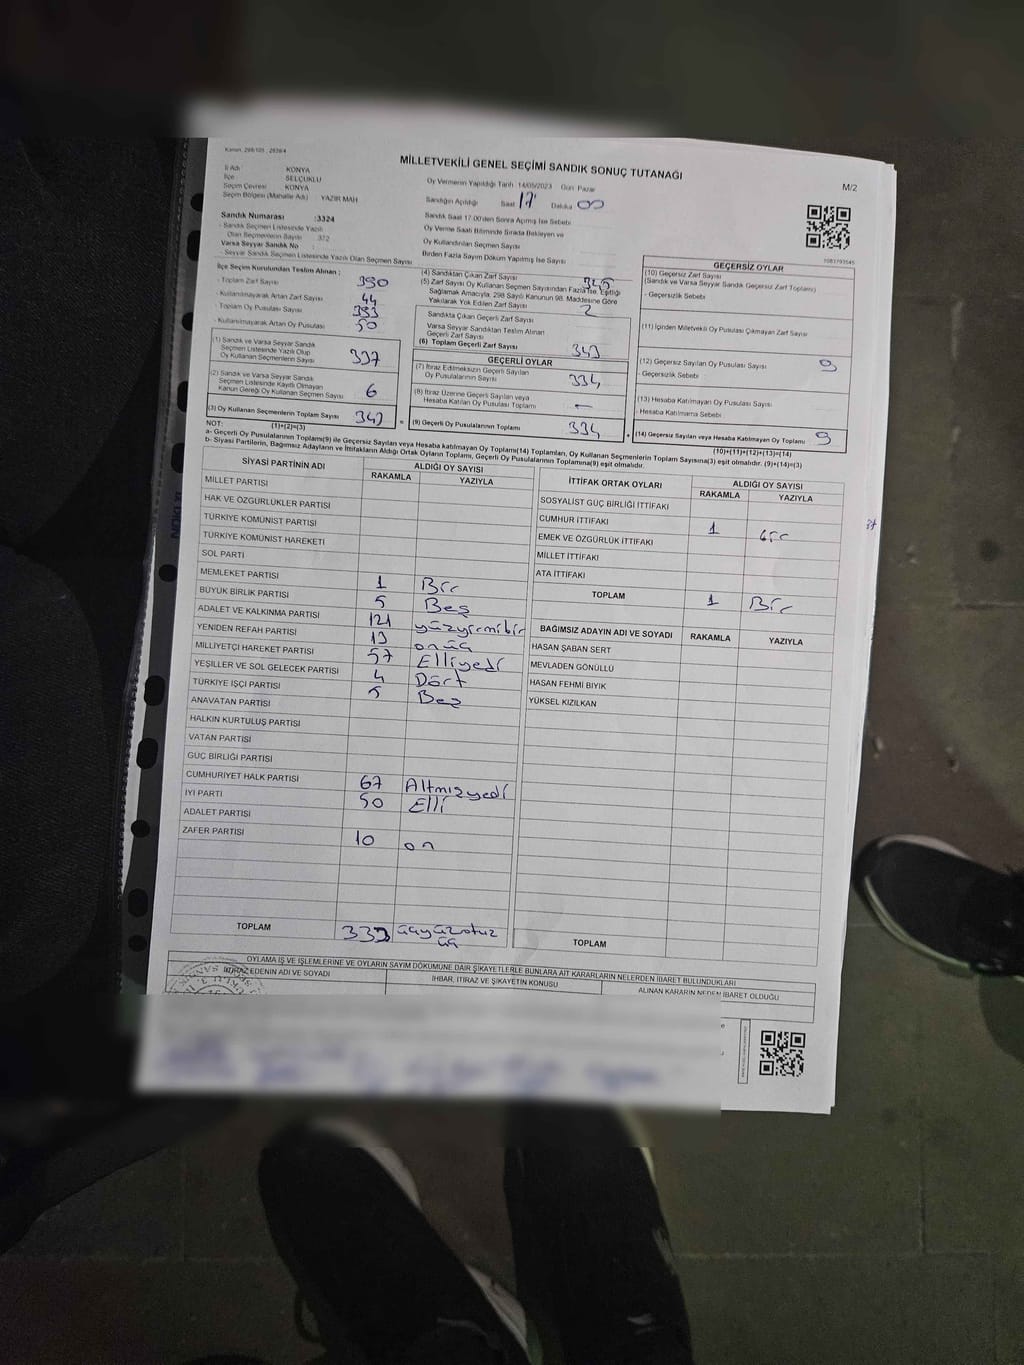 Kanun, 298/105 ; 2839/4
MİLLETVEKİLİ GENEL SEÇİMİ SANDIK SONUÇ TUTANAĞI
M/2
İl Adı KONYA
İlçe SELÇUKLU
Seçim Çevresi KONYA
Seçim Bölgesi (Mahalle Adı) YAZIR MAH
Oy Vermenin Yapıldığı Tarih 14/05/2023 Gün Pazar
Sandığın Açıldığı Saat 17 Dakika 00
Sandık Numarası :3324
- Sandık Seçmen Listesinde Yazılı
Olan Seçmenlerin Sayısı 372
Varsa Seyyar Sandık No
- Seyyar Sandık Seçmen Listesinde Yazılı Olan Seçmen Sayısı
Sandık Saat 17:00'den Sonra Açımış İse Sebebi
Oy Verme Saati Bitiminde Sırada Bekleyen ve
Oy Kullandırılan Seçmen Sayısı
Birden Fazla Sayım Döküm Yapılmış İse Sayısı
İlçe Seçim Kurulundan Teslim Alınan ;
- Toplam Zarf Sayısı 390
- Kullanılmayarak Artan Zarf Sayısı 44
- Toplam Oy Pusulası Sayısı 393
- Kullanılmayarak Artan Oy Pusulası 50
(1) Sandık ve Varsa Seyyar Sandık
Seçmen Listesinde Yazılı Olup
Oy Kullanan Seçmenlerin Sayısı 337
(2) Sandık ve Varsa Seyyar Sandık
Seçmen Listesinde Kayıtlı Olmayan
Kanun Gereği Oy Kullanan Seçmen Sayısı 6
(3) Oy Kullanan Seçmenlerin Toplam Sayısı 343
(4) Sandıktan Çıkan Zarf Sayısı 345
(5) Zarf Sayısı Oy Kullanan Seçmen Sayısından Fazla ise, Eşitliği
Sağlamak Amacıyla, 298 Sayılı Kanunun 98. Maddesine Göre
Yakılarak Yok Edilen Zarf Sayısı 2
Sandıkta Çıkan Geçerli Zarf Sayısı
Varsa Seyyar Sandıktan Teslim Alınan
Geçerli Zarf Sayısı
(6) Toplam Geçerli Zarf Sayısı 343
GEÇERLİ OYLAR
(7) İtiraz Edilmeksizin Geçerli Sayılan
Oy Pusulalarının Sayısı 334
(8) İtiraz Üzerine Geçerli Sayılan veya
Hesaba Katılan Oy Pusulası Toplamı -
(9) Geçerli Oy Pusulalarının Toplamı 334
7083793545
GEÇERSİZ OYLAR
(10) Geçersiz Zarf Sayısı
(Sandık ve Varsa Seyyar Sandık Geçersiz Zarf Toplamı)
- Geçersizlik Sebebi :
(11) İçinden Milletvekili Oy Pusulası Çıkmayan Zarf Sayısı
(12) Geçersiz Sayılan Oy Pusulası Sayısı 9
- Geçersizlik Sebebi :
(13) Hesaba Katılmayan Oy Pusulası Sayısı
- Hesaba Katılmama Sebebi :
(14) Geçersiz Sayılan veya Hesaba Katılmayan Oy Toplamı 9
NOT: (1)+(2)=(3)
(10)+(11)+(12)+(13)=(14)
a- Geçerli Oy Pusulalarının Toplamı(9) ile Geçersiz Sayılan veya Hesaba Katılmayan Oy Toplamı(14) Toplamları, Oy Kullanan Seçmenlerin Toplam Sayısına(3) eşit olmalıdır. (9)+(14)=(3)
b- Siyasi Partilerin, Bağımsız Adayların ve İttifakların Aldığı Ortak Oyların Toplamı, Geçerli Oy Pusulalarının Toplamına(9) eşit olmalıdır.
SİYASİ PARTİNİN ADI
ALDIĞI OY SAYISI
RAKAMLA YAZIYLA
MİLLET PARTİSİ
HAK VE ÖZGÜRLÜKLER PARTİSİ
TÜRKİYE KOMÜNİST PARTİSİ
TÜRKİYE KOMÜNİST HAREKETİ
SOL PARTİ
MEMLEKET PARTİSİ 1 Bir
BÜYÜK BİRLİK PARTİSİ 5 Beş
ADALET VE KALKINMA PARTİSİ 121 yüzyirmibir
YENİDEN REFAH PARTİSİ 13 onüç
MİLLİYETÇİ HAREKET PARTİSİ 57 Elliyedi
YEŞİLLER VE SOL GELECEK PARTİSİ 4 Dört
TÜRKİYE İŞÇİ PARTİSİ 5 Beş
ANAVATAN PARTİSİ
HALKIN KURTULUŞ PARTİSİ
VATAN PARTİSİ
GÜÇ BİRLİĞİ PARTİSİ
CUMHURİYET HALK PARTİSİ 67 Altmışyedi
İYİ PARTİ 50 Elli
ADALET PARTİSİ
ZAFER PARTİSİ 10 on
TOPLAM 333 üçyüzotuz
üç
İTTİFAK ORTAK OYLARI
ALDIĞI OY SAYISI
RAKAMLA YAZIYLA
SOSYALİST GÜÇ BİRLİĞİ İTTİFAKI
CUMHUR İTTİFAKI 1 bir
EMEK VE ÖZGÜRLÜK İTTİFAKI
MİLLET İTTİFAKI
ATA İTTİFAKI
TOPLAM 1 Bir
BAĞIMSIZ ADAYIN ADI VE SOYADI RAKAMLA YAZIYLA
HASAN ŞABAN SERT
MEVLADEN GÖNÜLLÜ
HASAN FEHMİ BIYIK
YÜKSEL KIZILKAN
TOPLAM
OYLAMA İŞ VE İŞLEMLERİNE VE OYLARIN SAYIM DÖKÜMÜNE DAİR ŞİKAYETLERLE BUNLARA AİT KARARLARIN NELERDEN İBARET BULUNDUKLARI
İHBAR, İTİRAZ VE ŞİKAYETİN KONUSU
ALINAN KARARIN NEDEN İBARET OLDUĞU